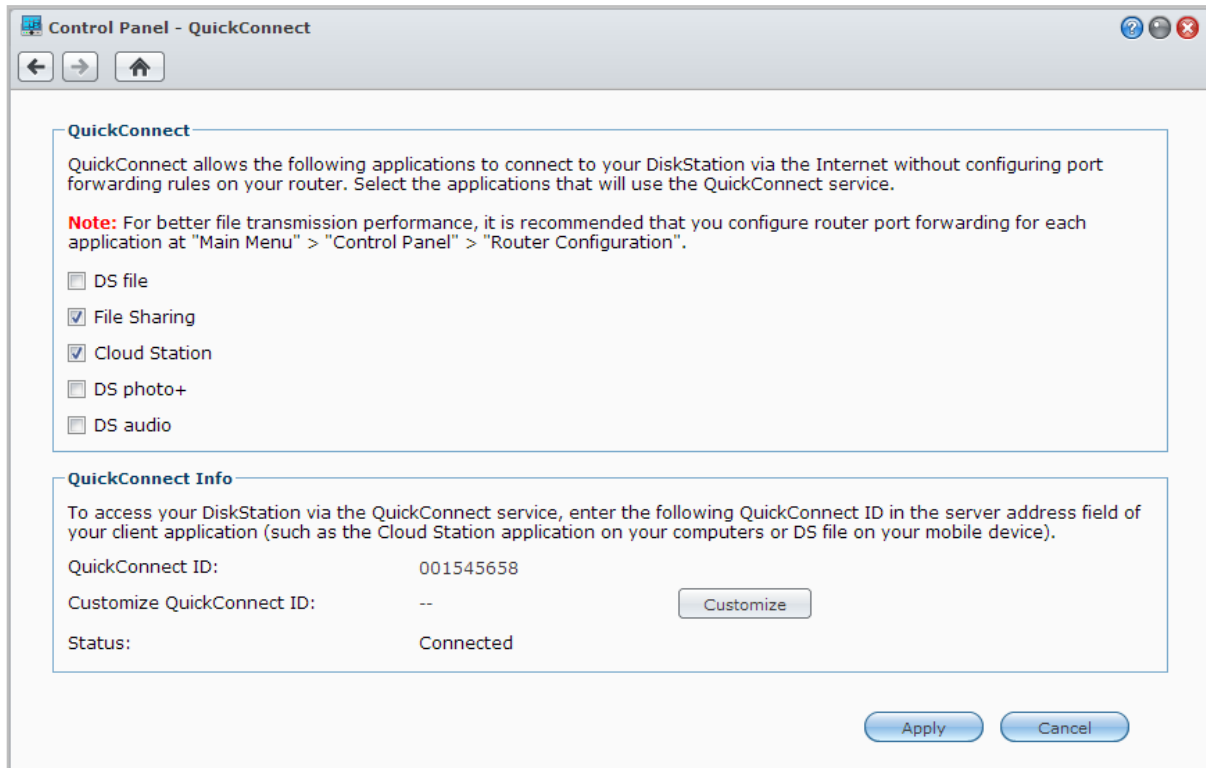 Control Panel - QuickConnect
QuickConnect
QuickConnect allows the following applications to connect to your DiskStation via the Internet without configuring port
forwarding rules on your router. Select the applications that will use the QuickConnect service.
Note: For better file transmission performance, it is recommended that you configure router port forwarding for each
application at "Main Menu" > "Control Panel" > "Router Configuration".
DS file
File Sharing
Cloud Station
DS photo+
DS audio
QuickConnect Info
To access your DiskStation via the QuickConnect service, enter the following QuickConnect ID in the server address field of
your client application (such as the Cloud Station application on your computers or DS file on your mobile device).
QuickConnect ID: 001545658
Customize QuickConnect ID: -- Customize
Status: Connected
Apply Cancel